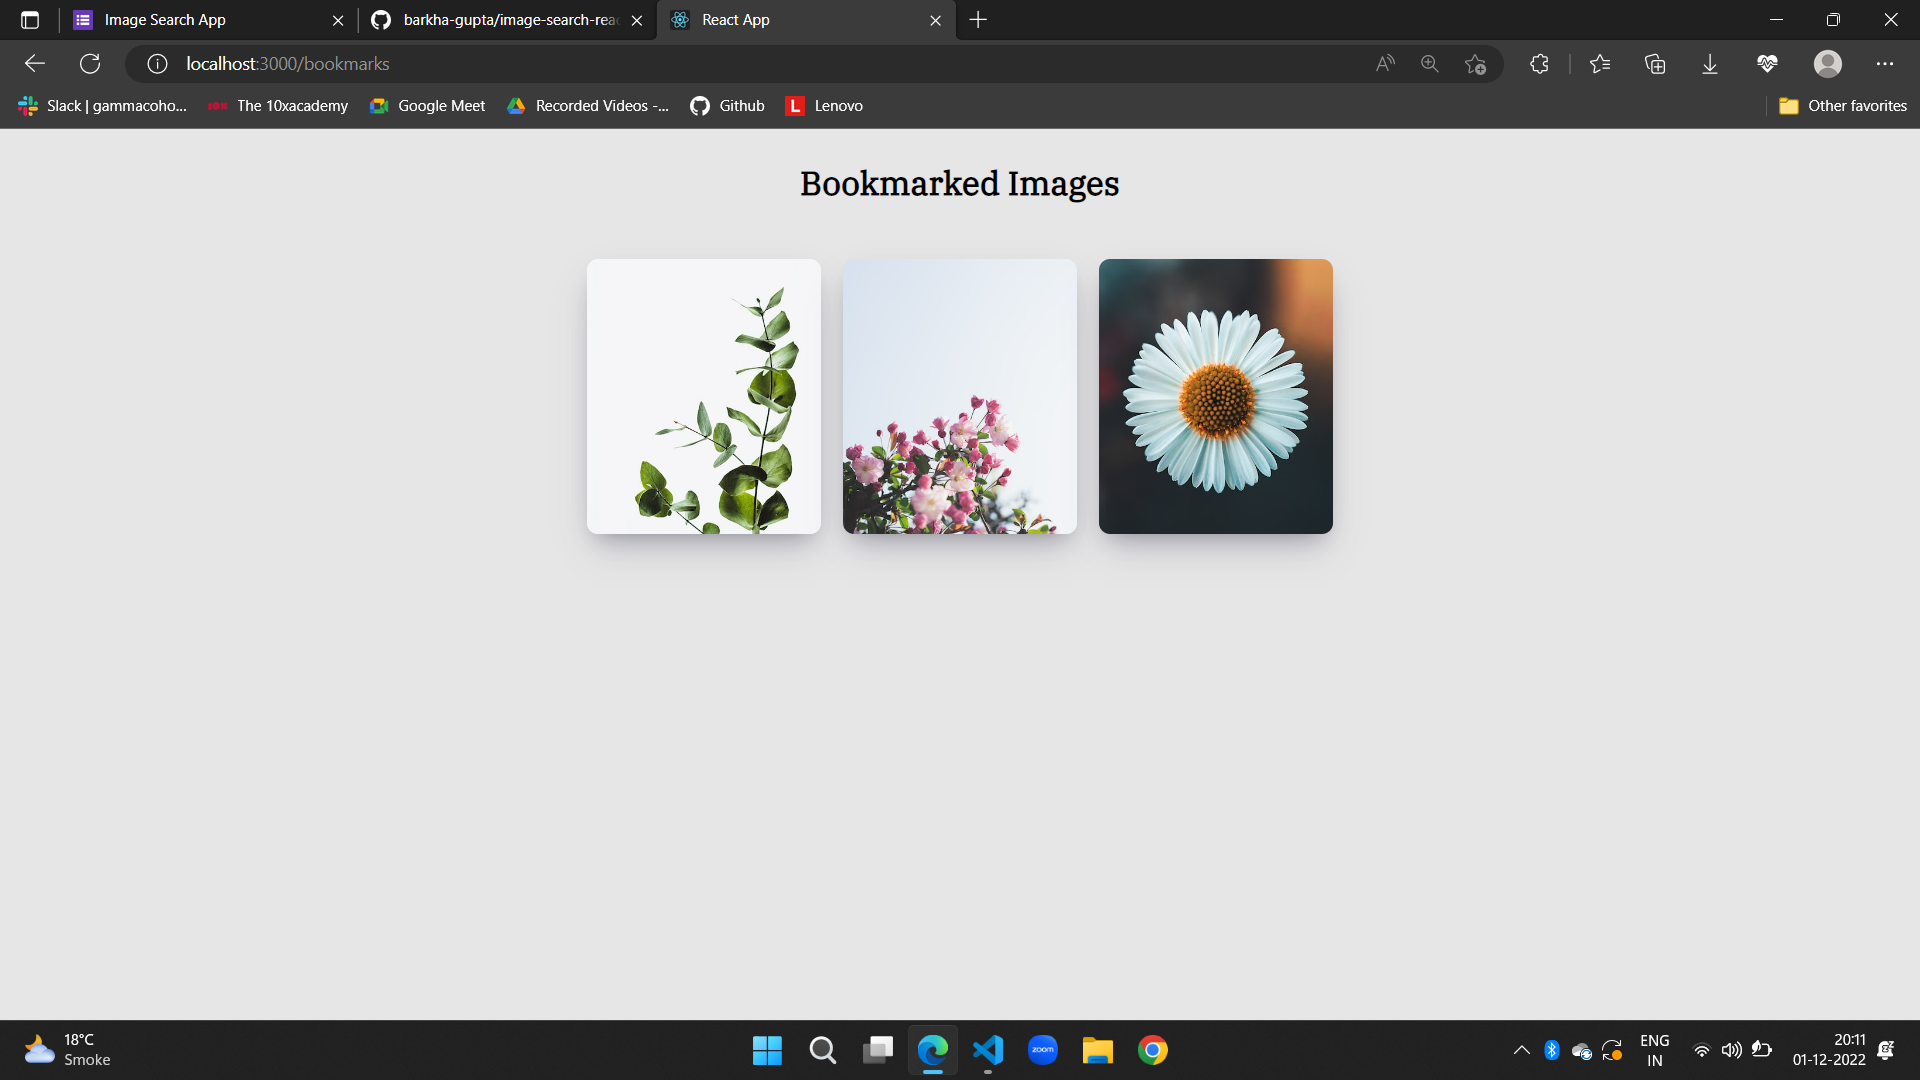 Image Search App
barkha-gupta/image-search-rea
React App
localhost:3000/bookmarks
Slack | gammacoho...
The 10xacademy
Google Meet
Recorded Videos -...
Github
L Lenovo
Other favorites
Bookmarked Images
18°C
Smoke
zoom
ENG
IN
20:11
01-12-2022